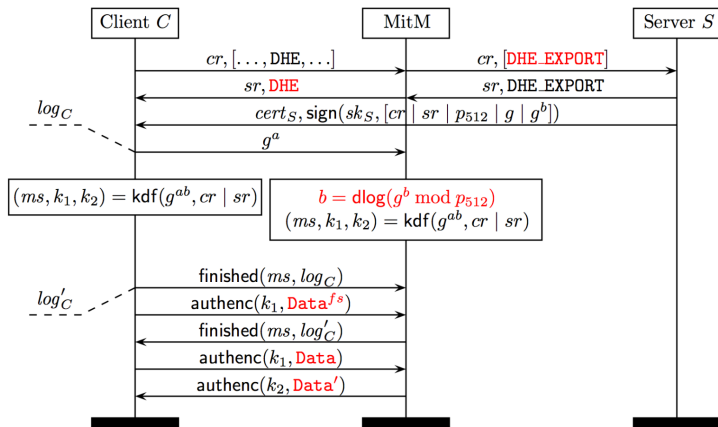 Client C
MitM
Server S
cr, [..., DHE, ...]
cr, [DHE_EXPORT]
sr, DHE
sr, DHE_EXPORT
log_C
cert_S, sign(sk_S, [cr | sr | p_512 | g | g^b])
g^a
(ms, k_1, k_2) = kdf(g^{ab}, cr | sr)
b = dlog(g^b mod p_512)
(ms, k_1, k_2) = kdf(g^{ab}, cr | sr)
finished(ms, log_C)
log'_C
authenc(k_1, Data^{fs})
finished(ms, log'_C)
authenc(k_1, Data)
authenc(k_2, Data')